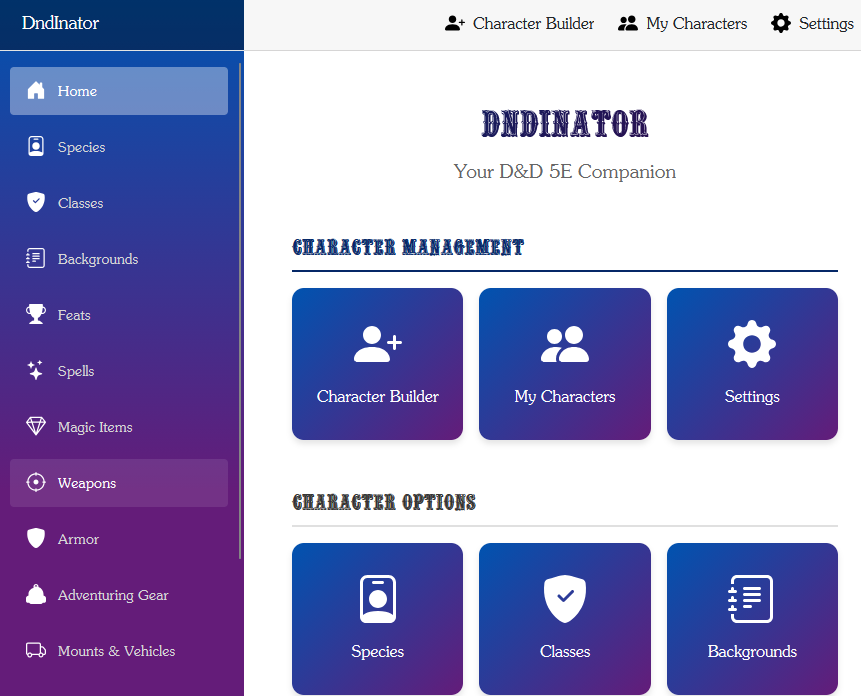 DndInator
Character Builder
My Characters
Settings
Home
Species
Classes
Backgrounds
Feats
Spells
Magic Items
Weapons
Armor
Adventuring Gear
Mounts & Vehicles
DNDINATOR
Your D&D 5E Companion
CHARACTER MANAGEMENT
Character Builder
My Characters
Settings
CHARACTER OPTIONS
Species
Classes
Backgrounds